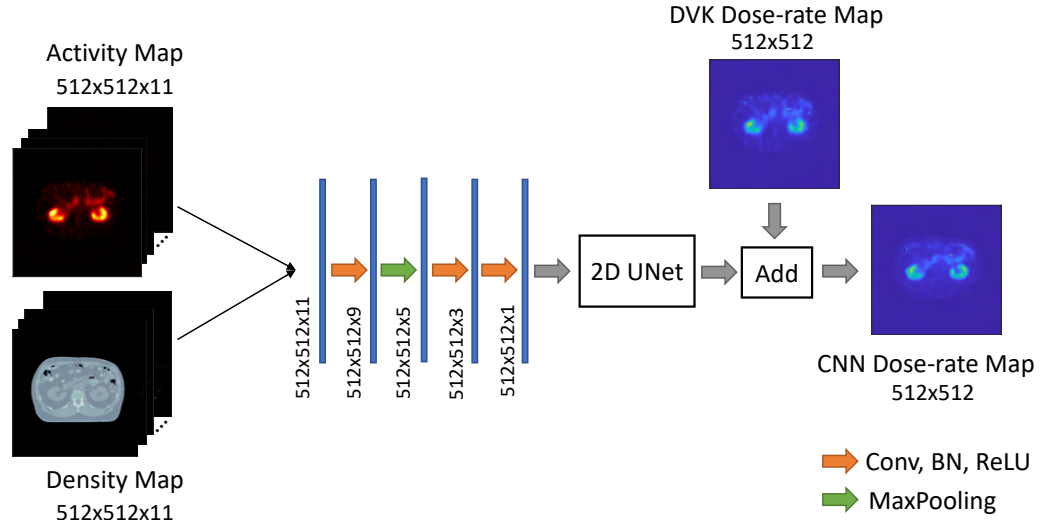 Activity Map
512x512x11
Density Map
512x512x11
512x512x11
512x512x9
512x512x5
512x512x3
512x512x1
2D UNet
DVK Dose-rate Map
512x512
Add
CNN Dose-rate Map
512x512
Conv, BN, ReLU
MaxPooling